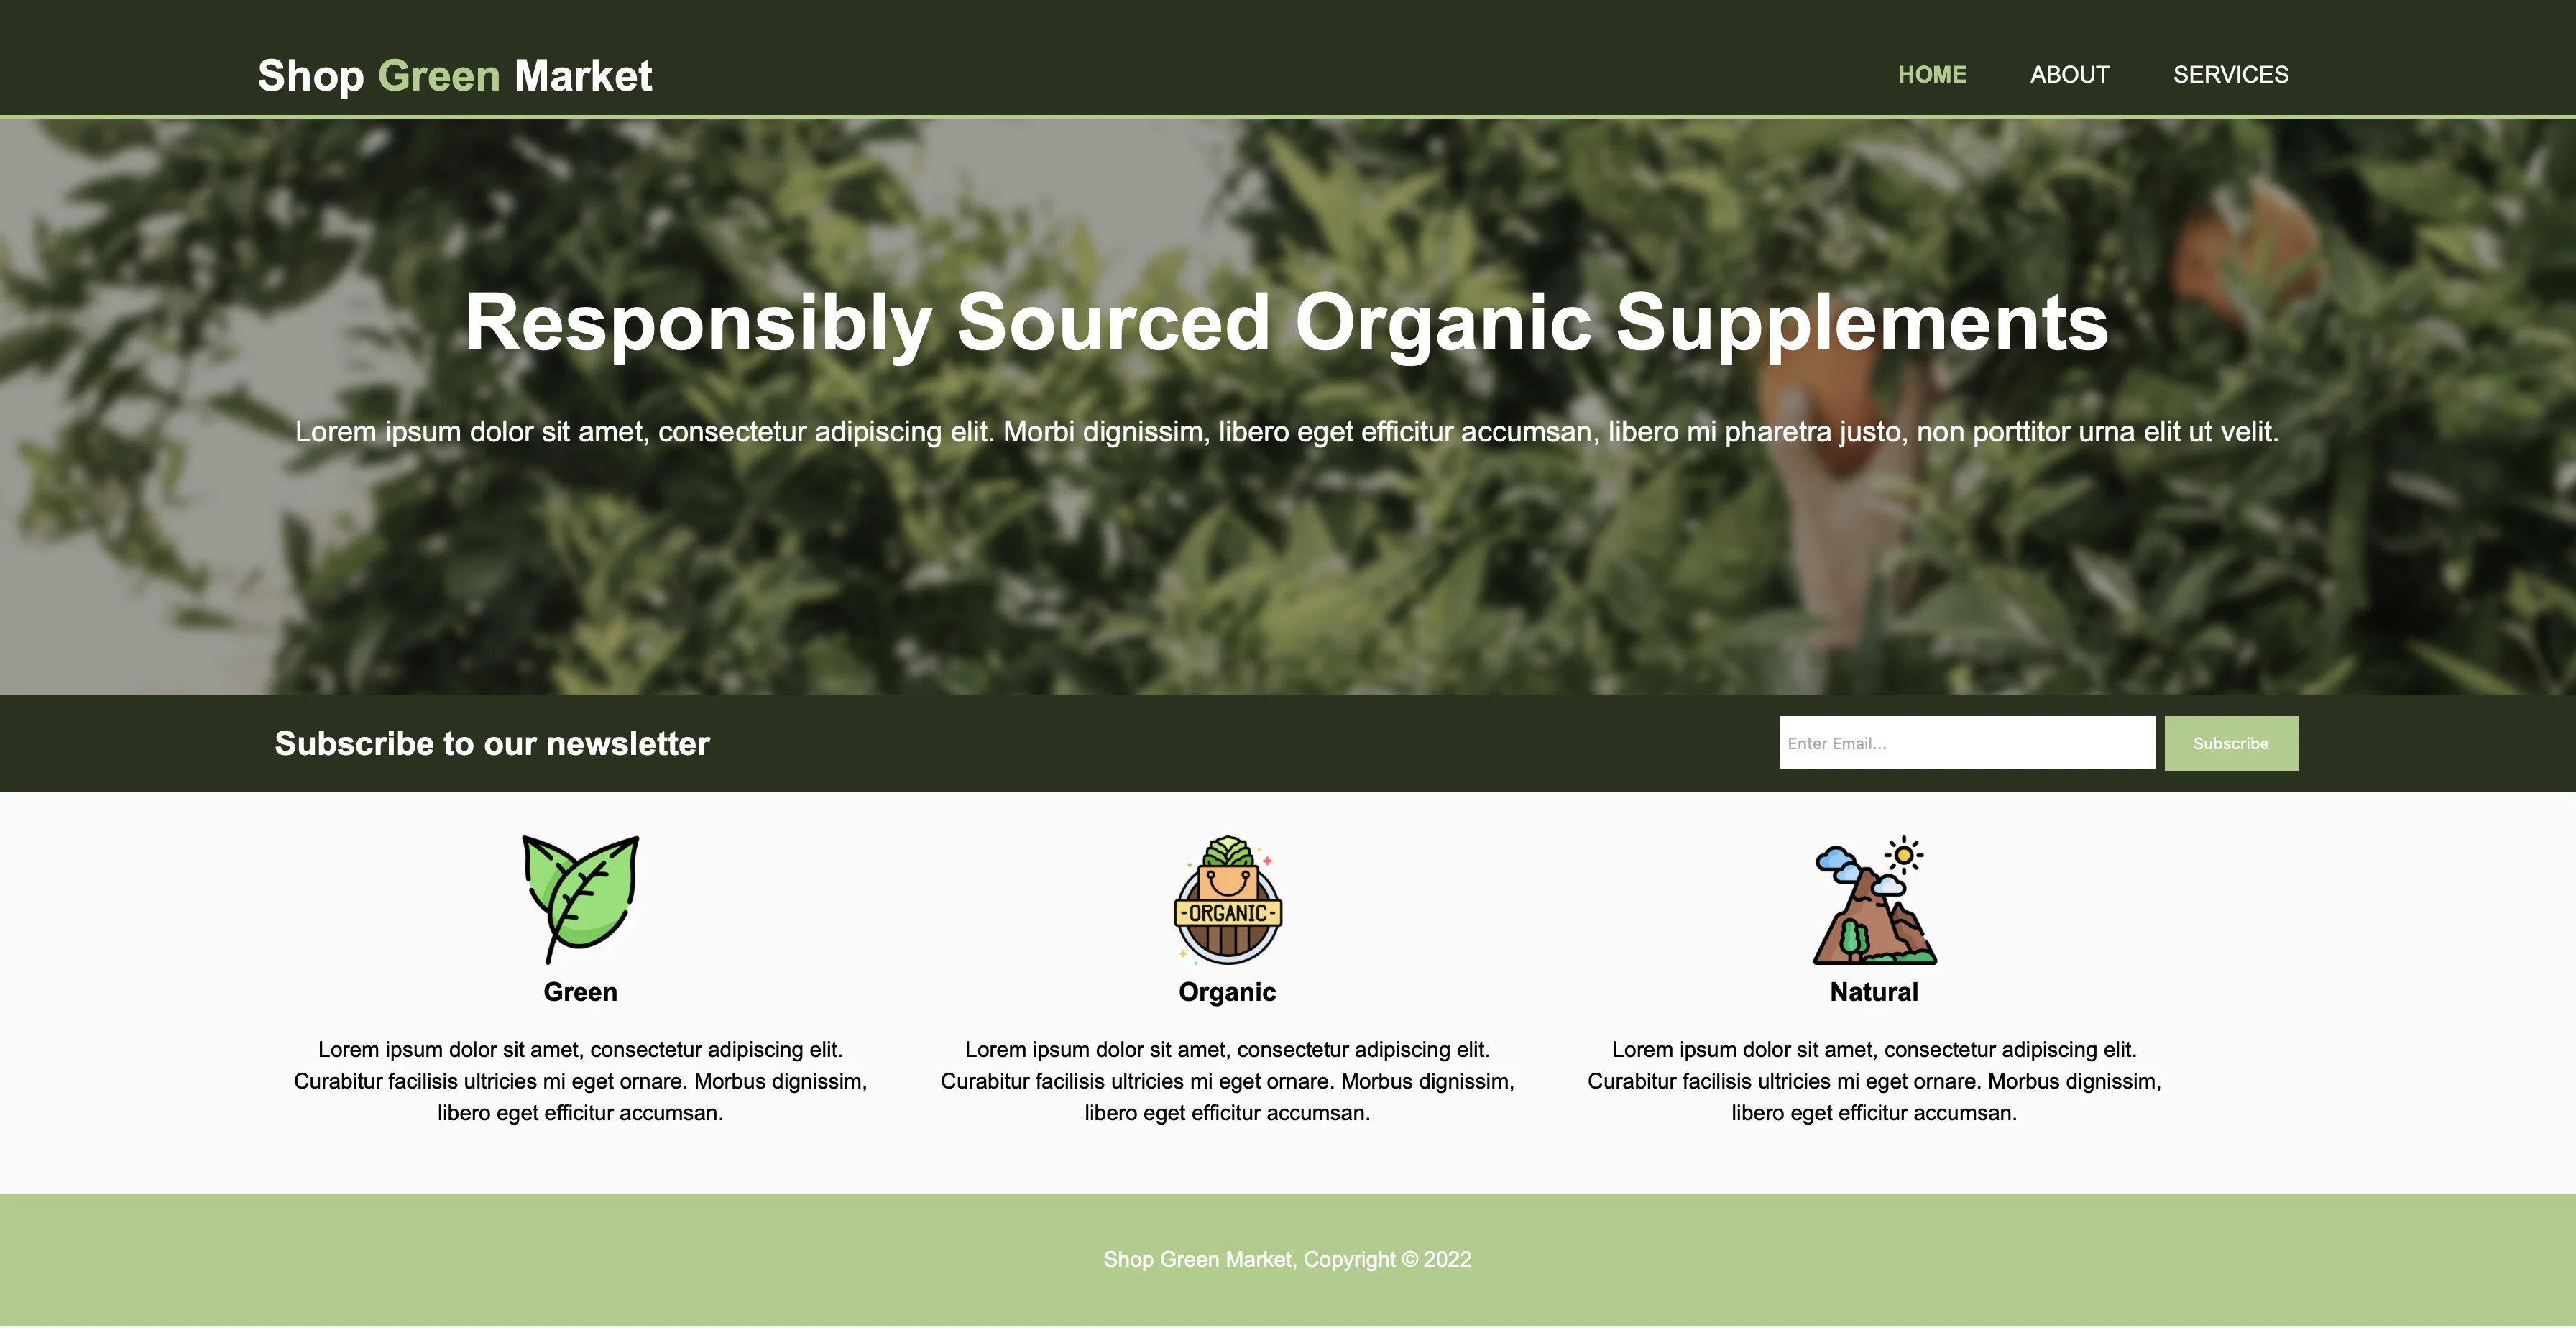 Shop Green Market
HOME ABOUT SERVICES
Responsibly Sourced Organic Supplements
Lorem ipsum dolor sit amet, consectetur adipiscing elit. Morbi dignissim, libero eget efficitur accumsan, libero mi pharetra justo, non porttitor urna elit ut velit.
Subscribe to our newsletter
Enter Email...
Subscribe
ORGANIC
Green
Lorem ipsum dolor sit amet, consectetur adipiscing elit.
Curabitur facilisis ultricies mi eget ornare. Morbus dignissim,
libero eget efficitur accumsan.
Organic
Lorem ipsum dolor sit amet, consectetur adipiscing elit.
Curabitur facilisis ultricies mi eget ornare. Morbus dignissim,
libero eget efficitur accumsan.
Natural
Lorem ipsum dolor sit amet, consectetur adipiscing elit.
Curabitur facilisis ultricies mi eget ornare. Morbus dignissim,
libero eget efficitur accumsan.
Shop Green Market, Copyright © 2022